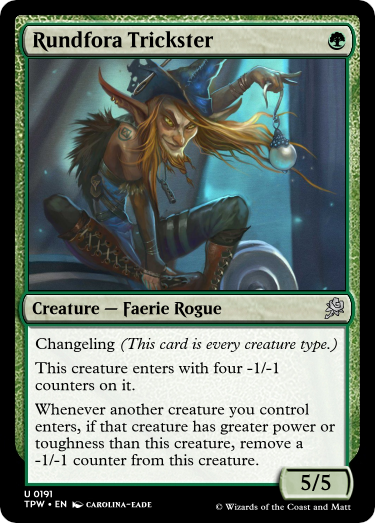 Rundfora Trickster
Creature — Faerie Rogue
Changeling (This card is every creature type.)
This creature enters with four -1/-1
counters on it.
Whenever another creature you control
enters, if that creature has greater power or
toughness than this creature, remove a
-1/-1 counter from this creature.
5/5
U 0191
TPW • EN CAROLINA-EADE
© Wizards of the Coast and Matt